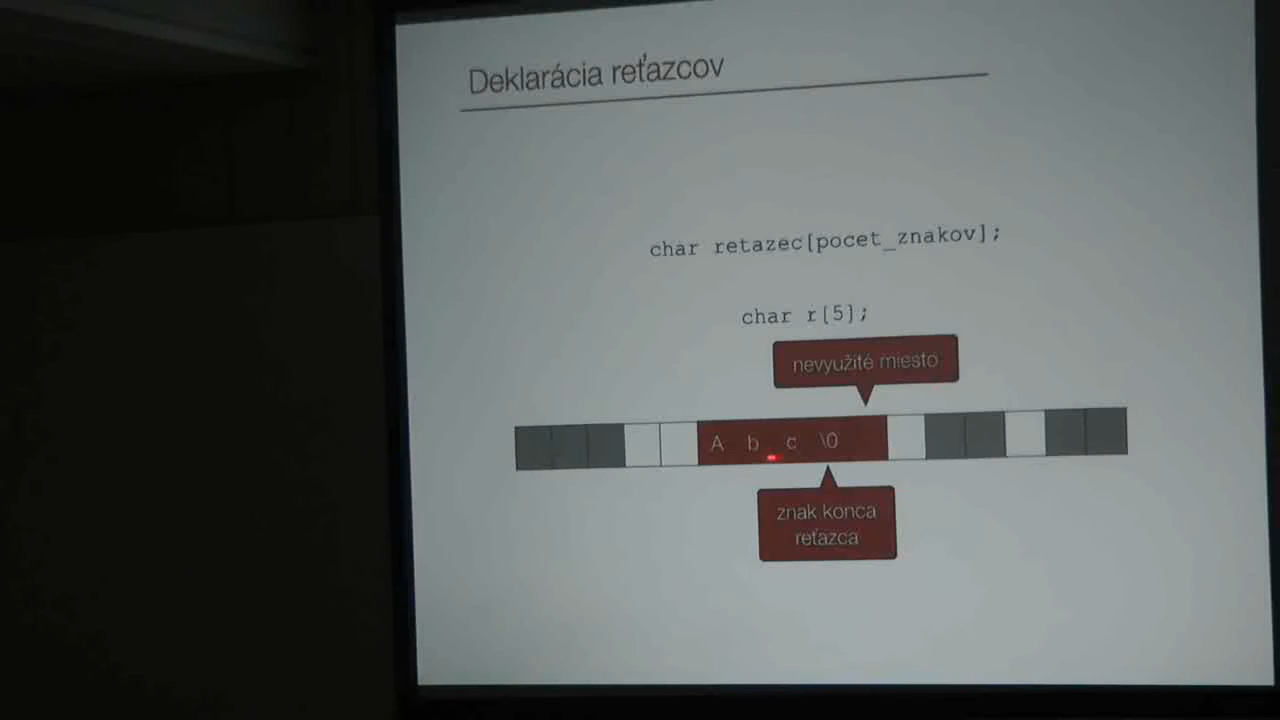 Deklarácia reťazcov
char retazec[pocet_znakov];
char r[5];
nevyužité miesto
A b c \0
znak konca
reťazca